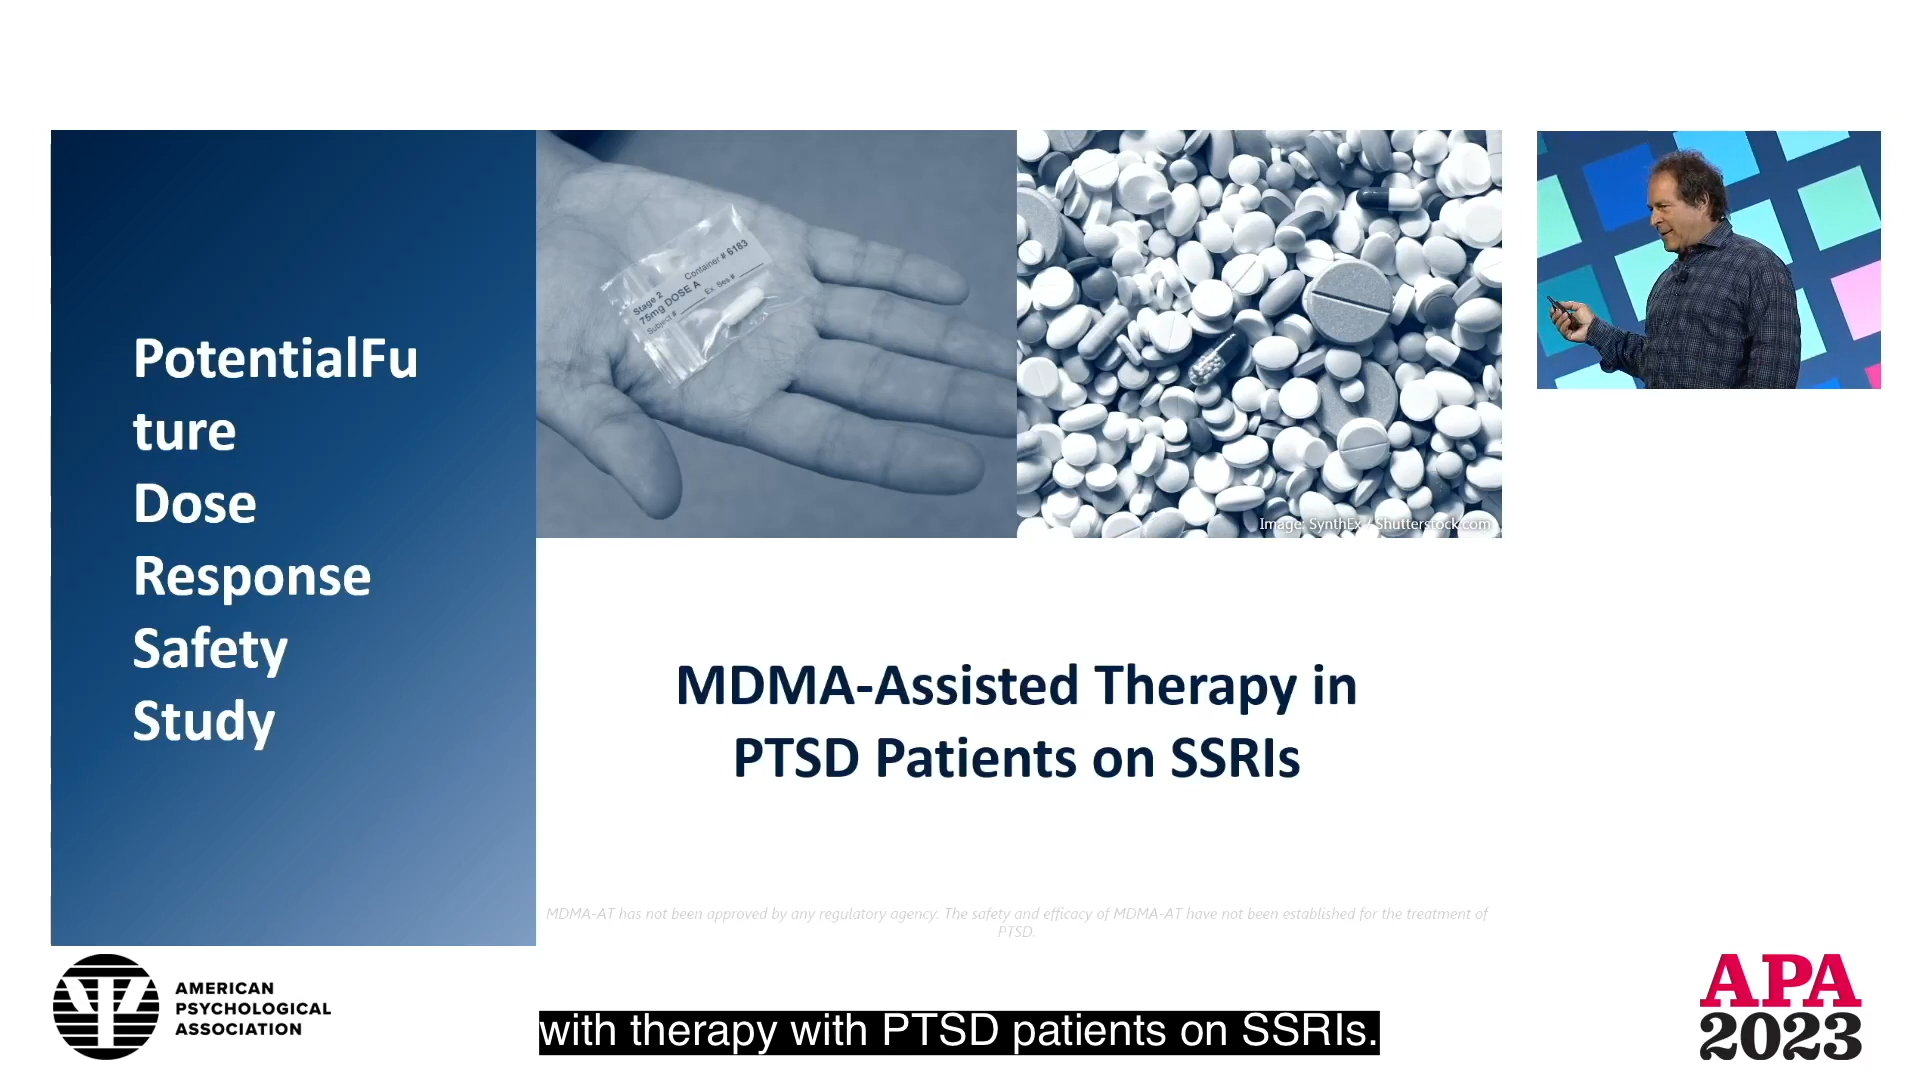 PotentialFu
ture
Dose
Response
Safety
Study
Container # 6183
Stage 2
75mg DOSE A
Ex. Ses #
Subject #
Image: SynthEx / Shutterstock.com
MDMA-Assisted Therapy in
PTSD Patients on SSRIs
MDMA-AT has not been approved by any regulatory agency. The safety and efficacy of MDMA-AT have not been established for the treatment of
PTSD.
AMERICAN
PSYCHOLOGICAL
ASSOCIATION
with therapy with PTSD patients on SSRIs.
APA
2023